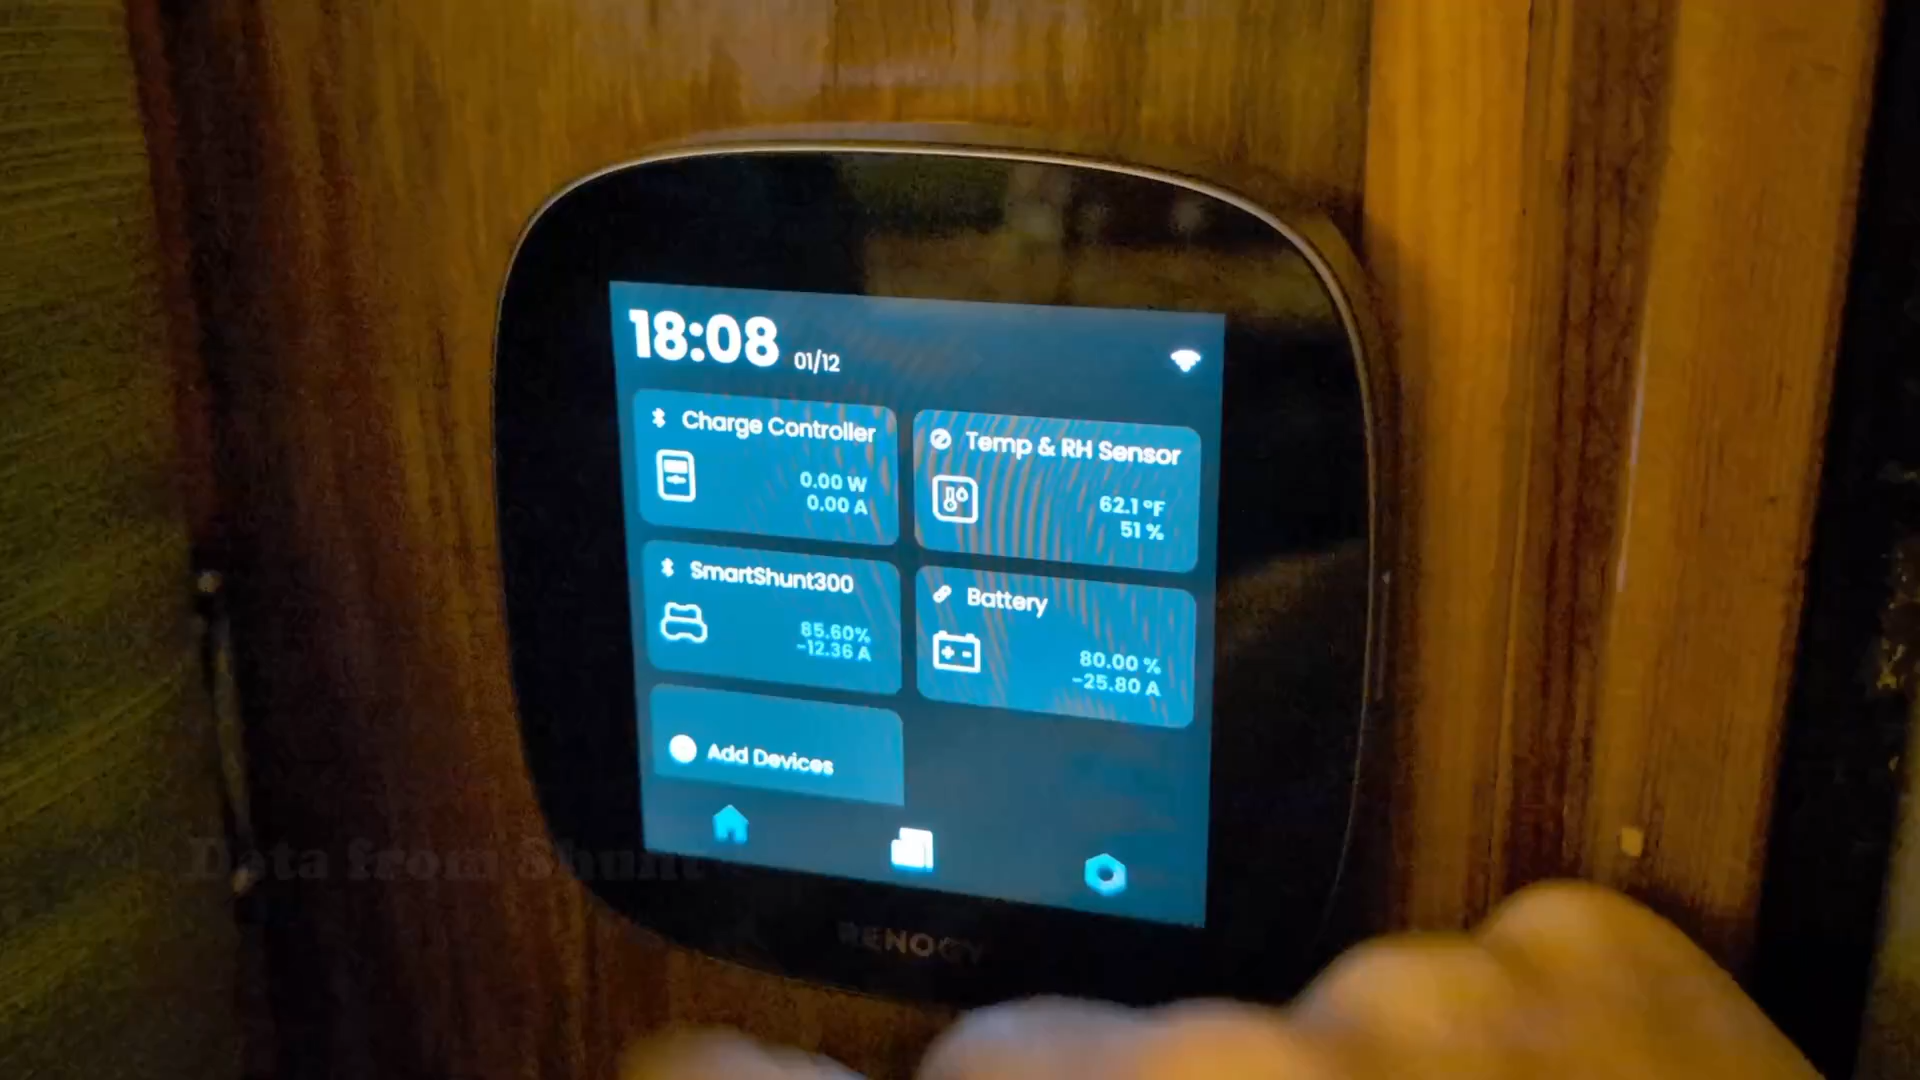 18:08 01/12
Charge Controller
0.00 W
0.00 A
Temp & RH Sensor
62.1 °F
51 %
SmartShunt300
85.60%
-12.36 A
Battery
80.00 %
-25.80 A
Add Devices
RENOGY
Data from Shunt